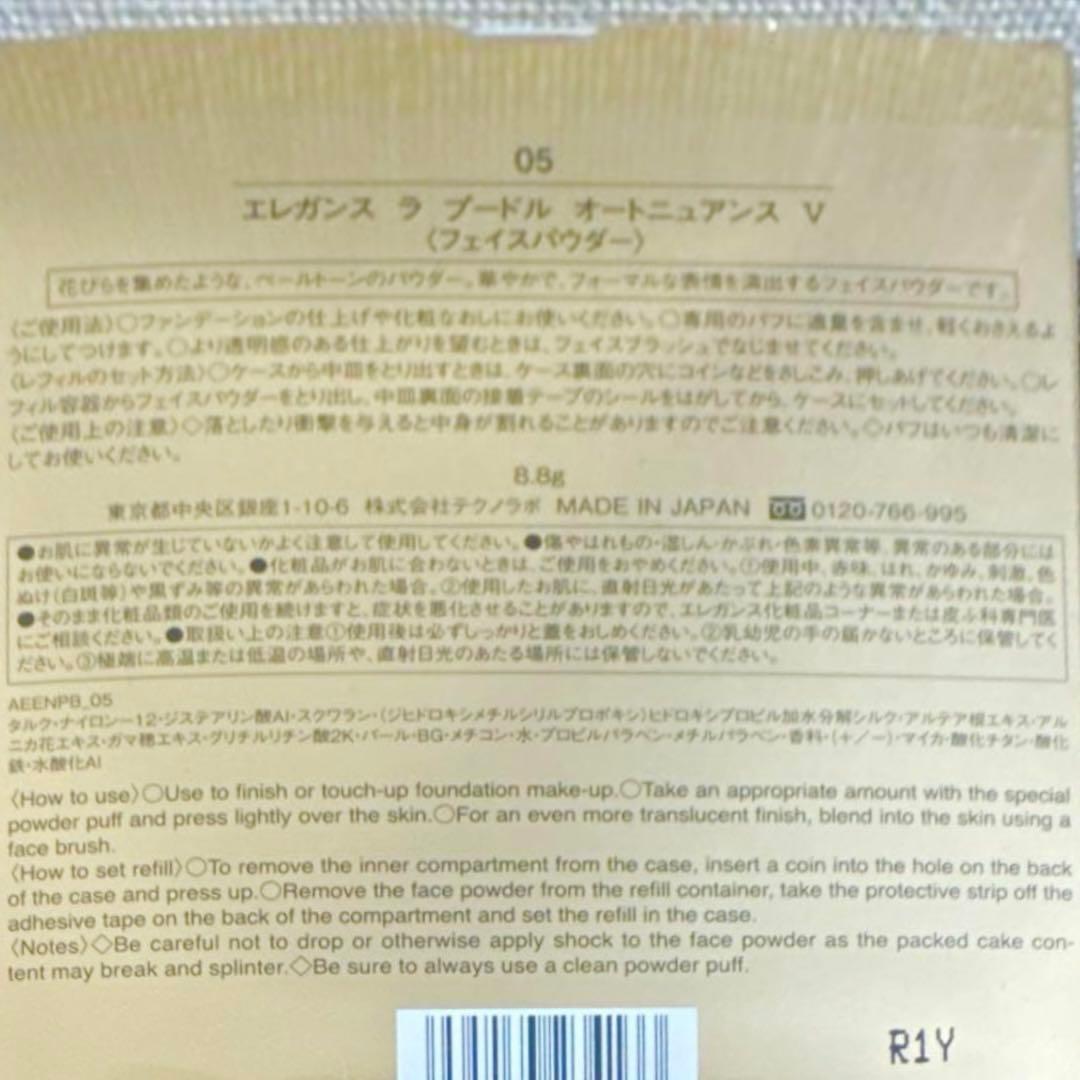 05
エレガンス ラ プードル オートニュアンス V
〈フェイスパウダー〉
花びらを集めたような、ペールトーンのパウダー。華やかで、フォーマルな表情を演出するフェイスパウダーです。
〈ご使用法〉○ファンデーションの仕上げや化粧なおしにお使いください。○専用のパフに適量を含ませ、軽くおさえるよ
うにしてつけます。○より透明感のある仕上がりを望むときは、フェイスブラッシュでなじませてください。
〈レフィルのセット方法〉○ケースから中皿をとり出すときは、ケース裏面の穴にコインなどをさしこみ、押しあげてください。○レ
フィル容器からフェイスパウダーをとり出し、中皿裏面の接着テープのシールをはがしてから、ケースにセットしてください。
〈ご使用上の注意〉◇落としたり衝撃を与えると中身が割れることがありますのでご注意ください。◇パフはいつも清潔に
してお使いください。
8.8g
東京都中央区銀座1-10-6 株式会社テクノラボ MADE IN JAPAN 0120-766-995
●お肌に異常が生じていないかよく注意して使用してください。●傷やはれもの・湿しん・かぶれ・色素異常等、異常のある部分には
お使いにならないでください。●化粧品がお肌に合わないときは、ご使用をおやめください。①使用中、赤味、はれ、かゆみ、刺激、色
ぬけ(白斑等)や黒ずみ等の異常があらわれた場合。②使用したお肌に、直射日光があたって上記のような異常があらわれた場合。
●そのまま化粧品類のご使用を続けますと、症状を悪化させることがありますので、エレガンス化粧品コーナーまたは皮ふ科専門医
にご相談ください。●取扱い上の注意①使用後は必ずしっかりと蓋をおしめください。②乳幼児の手の届かないところに保管してく
ださい。③極端に高温または低温の場所や、直射日光のあたる場所には保管しないでください。
AEENPB_05
タルク・ナイロン－12・ジステアリン酸Al・スクワラン・(ジヒドロキシメチルシリルプロポキシ)ヒドロキシプロピル加水分解シルク・アルテア根エキス・アル
ニカ花エキス・ガマ穂エキス・グリチルリチン酸2K・パール・BG・メチコン・水・プロピルパラベン・メチルパラベン・香料・(＋／－)・マイカ・酸化チタン・酸化
鉄・水酸化Al
〈How to use〉○Use to finish or touch-up foundation make-up.○Take an appropriate amount with the special
powder puff and press lightly over the skin.○For an even more translucent finish, blend into the skin using a
face brush.
〈How to set refill〉○To remove the inner compartment from the case, insert a coin into the hole on the back
of the case and press up.○Remove the face powder from the refill container, take the protective strip off the
adhesive tape on the back of the compartment and set the refill in the case.
〈Notes〉◇Be careful not to drop or otherwise apply shock to the face powder as the packed cake con-
tent may break and splinter.◇Be sure to always use a clean powder puff.
R1Y